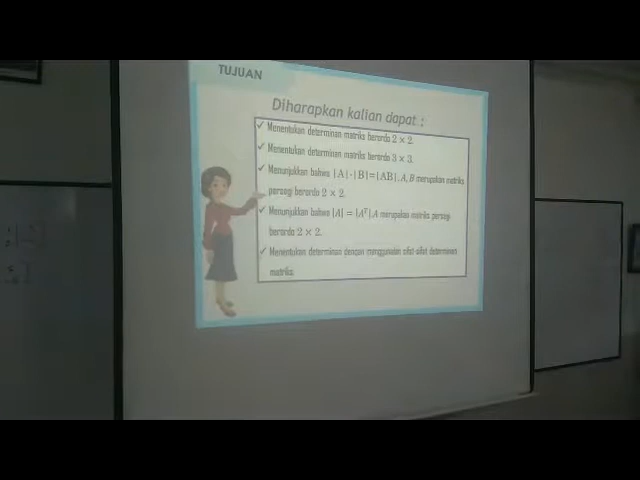 TUJUAN
Diharapkan kalian dapat :
✓ Menentukan determinan matriks berordo 2 × 2.
✓ Menentukan determinan matriks berordo 3 × 3.
✓ Menunjukkan bahwa |A|·|B|=|AB|, A, B merupakan matriks
persegi berordo 2 × 2.
✓ Menunjukkan bahwa |A| = |Aᵀ|, A merupakan matriks persegi
berordo 2 × 2.
✓ Menentukan determinan dengan menggunakan sifat-sifat determinan
matriks.